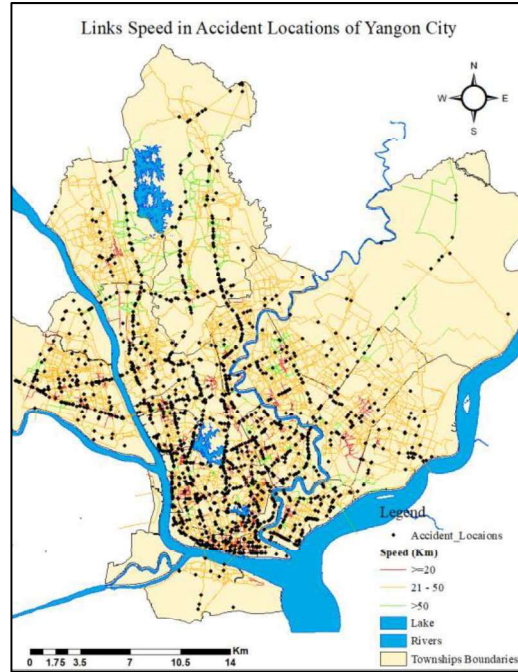 Links Speed in Accident Locations of Yangon City
N
W E
S
Legend
Accident_Locaions
Speed (Km)
>=20
21 - 50
>50
Lake
Rivers
Townships Boundaries
Km
0 1.75 3.5 7 10.5 14